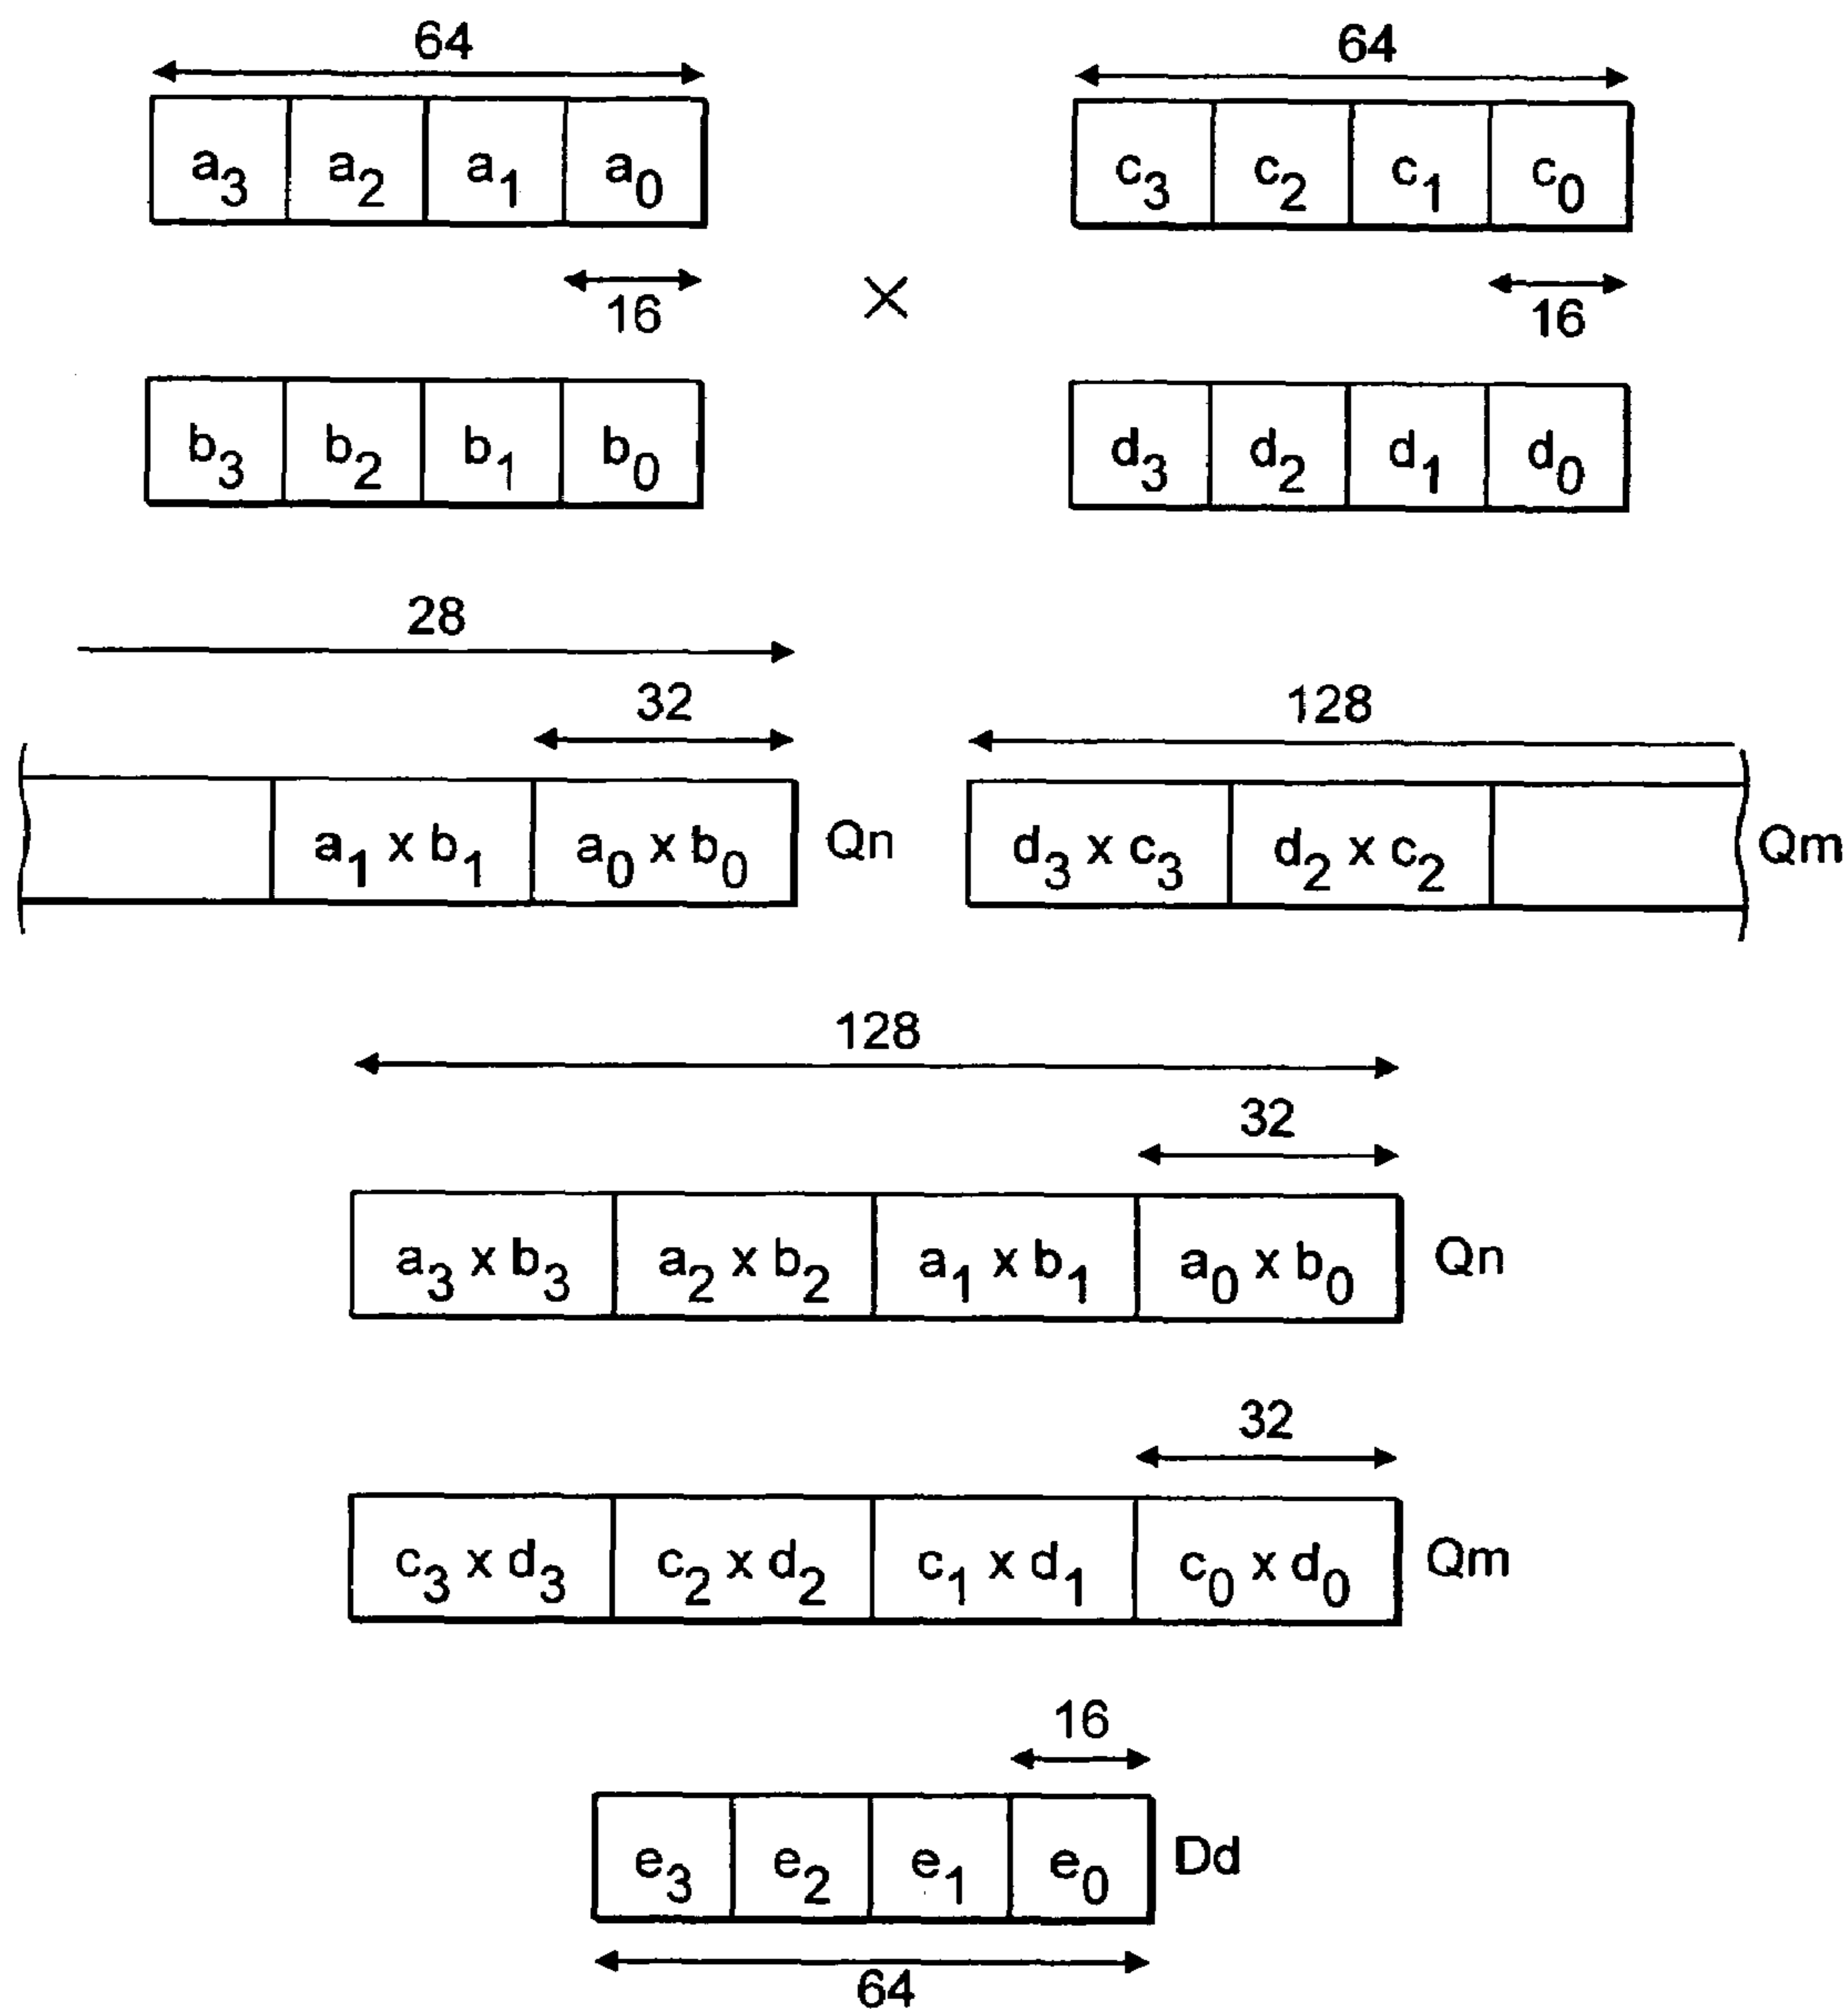 64 64
a3 a2 a1 a0 c3 c2 c1 c0
16 × 16
b3 b2 b1 b0 d3 d2 d1 d0
28
32 128
a1 x b1 a0 x b0 Qn d3 x c3 d2 x c2 Qm
128
32
a3 x b3 a2 x b2 a1 x b1 a0 x b0 Qn
32
c3 x d3 c2 x d2 c1 x d1 c0 x d0 Qm
16
e3 e2 e1 e0 Dd
64